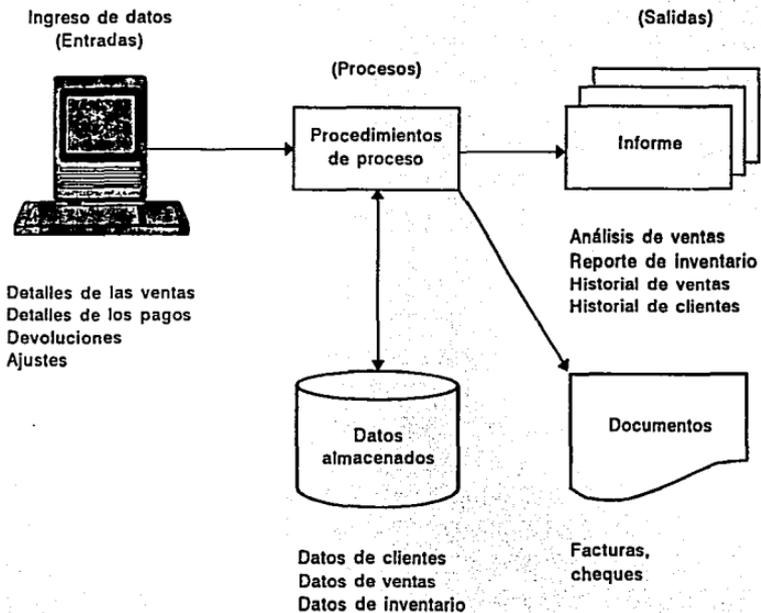 Ingreso de datos
(Entradas)
(Procesos)
(Salidas)
Procedimientos
de proceso
Informe
Detalles de las ventas
Detalles de los pagos
Devoluciones
Ajustes
Análisis de ventas
Reporte de inventario
Historial de ventas
Historial de clientes
Datos
almacenados
Documentos
Datos de clientes
Datos de ventas
Datos de inventario
Facturas,
cheques